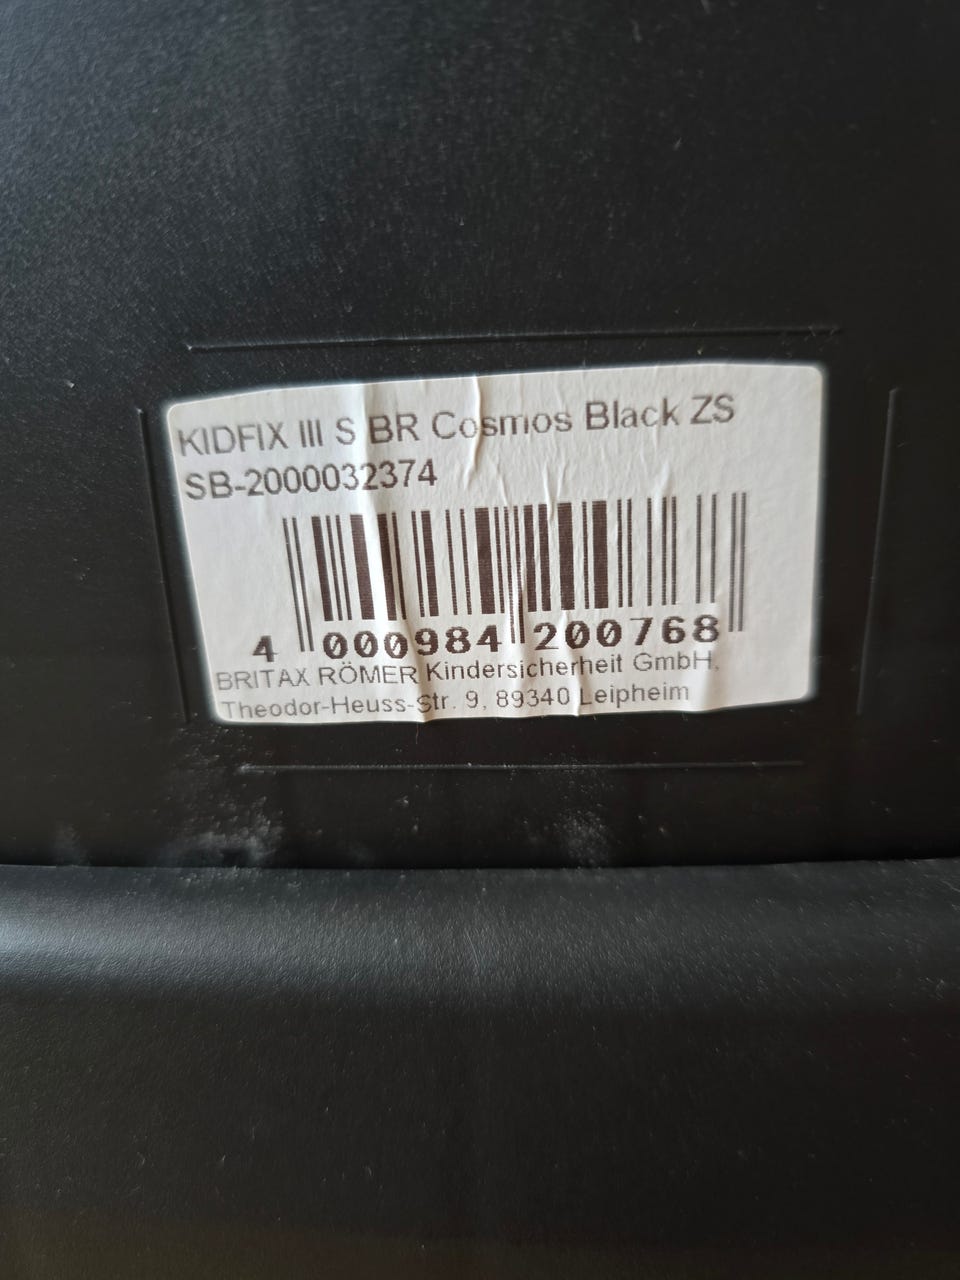 KIDFIX III S BR Cosmos Black ZS
SB-2000032374
4 000984 200768
BRITAX RÖMER Kindersicherheit GmbH,
Theodor-Heuss-Str. 9, 89340 Leipheim